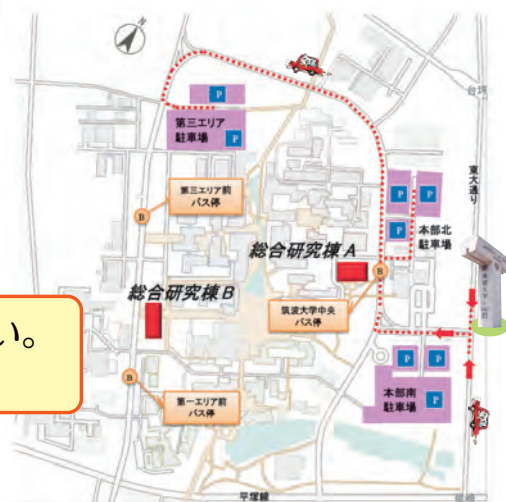 N
P
第三エリア
駐車場
P
台坪
東大通り
第三エリア前
バス停
B
P
P
P
本部北
駐車場
総合研究棟A
B
総合研究棟B
筑波大学中央
バス停
い。
P
P
B
第一エリア前
バス停
本部南
駐車場
P
平塚線